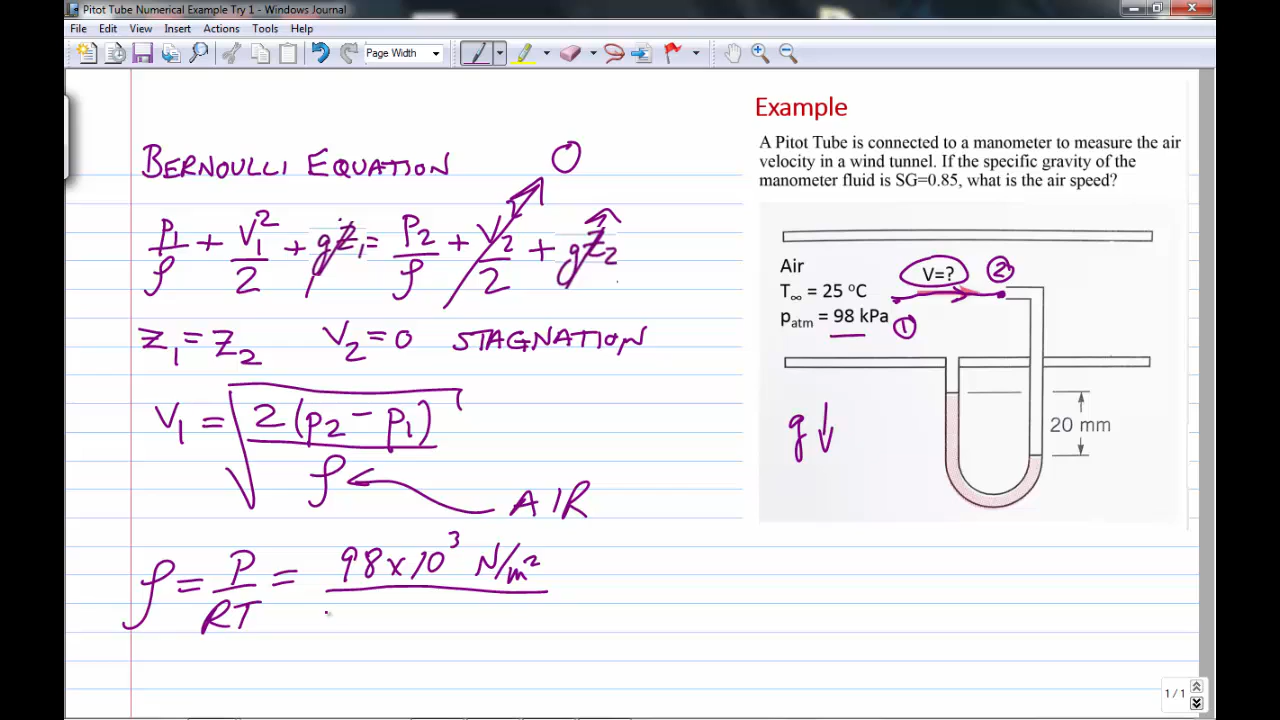 Pitot Tube Numerical Example Try 1 - Windows Journal
File Edit View Insert Actions Tools Help
Page Width
BERNOULLI EQUATION
0
p₁/ρ + V₁²/2 + gz₁ = p₂/ρ + V₂²/2 + gz₂
z₁ = z₂ V₂ = 0 STAGNATION
V₁ = √(2(p₂ - p₁)/ρ)
AIR
ρ = P/RT = 98 x 10³ N/m²
Example
A Pitot Tube is connected to a manometer to measure the air
velocity in a wind tunnel. If the specific gravity of the
manometer fluid is SG=0.85, what is the air speed?
Air
V=? ②
T∞ = 25 °C
patm = 98 kPa ①
g↓
20 mm
1 / 1